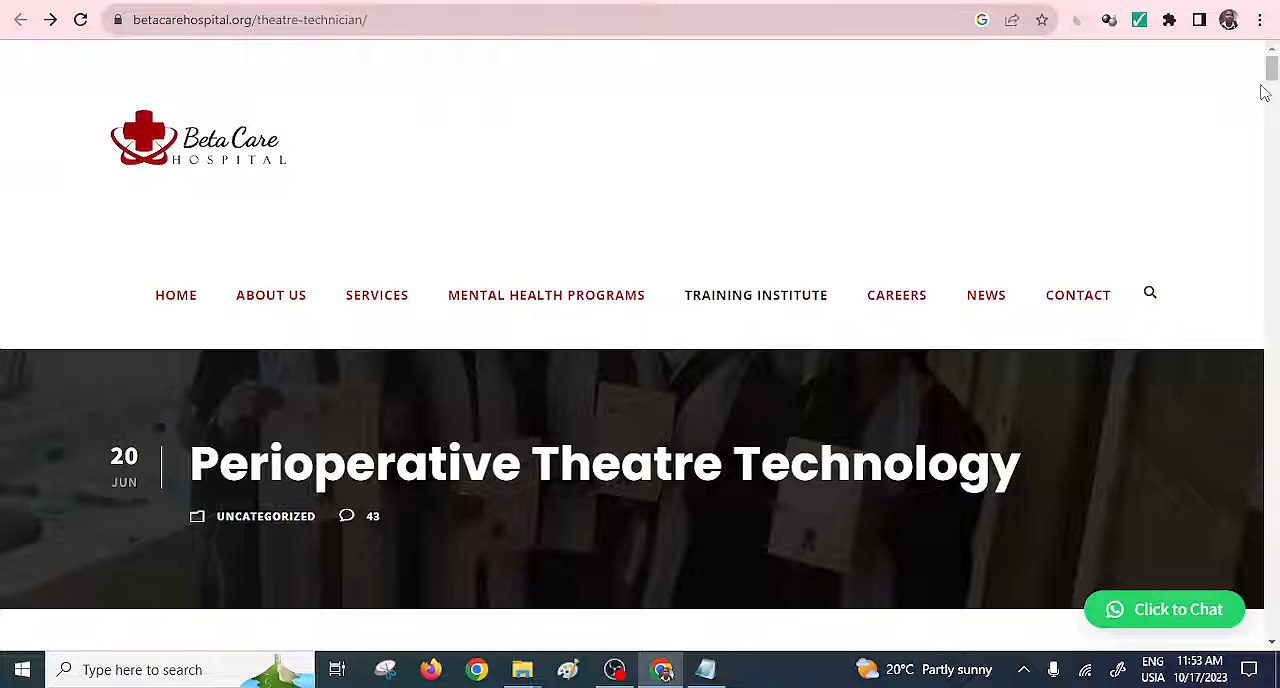 betacarehospital.org/theatre-technician/
Beta Care
HOSPITAL
HOME ABOUT US SERVICES MENTAL HEALTH PROGRAMS TRAINING INSTITUTE CAREERS NEWS CONTACT
20
JUN
Perioperative Theatre Technology
UNCATEGORIZED 43
Click to Chat
Type here to search
20°C Partly sunny
ENG
USA
11:53 AM
10/17/2023